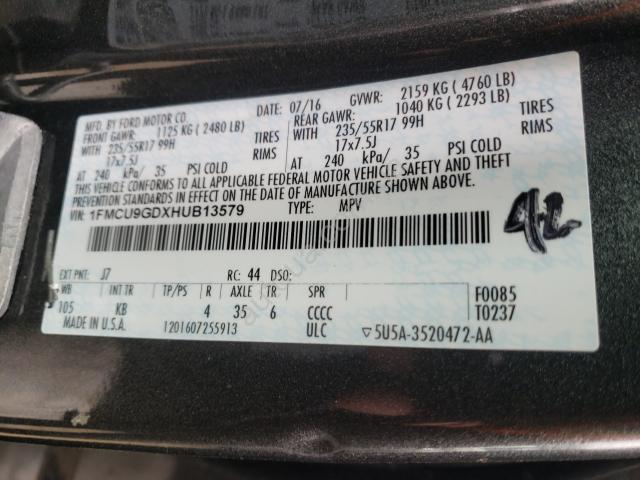 MFD. BY FORD MOTOR CO. DATE: 07/16 GVWR: 2159 KG ( 4760 LB)
FRONT GAWR: 1125 KG ( 2480 LB) REAR GAWR: 1040 KG ( 2293 LB)
WITH 235/55R17 99H TIRES WITH 235/55R17 99H TIRES
17x7.5J RIMS 17x7.5J RIMS
AT 240 kPa/ 35 PSI COLD AT 240 kPa/ 35 PSI COLD
THIS VEHICLE CONFORMS TO ALL APPLICABLE FEDERAL MOTOR VEHICLE SAFETY AND THEFT
PREVENTION STANDARDS IN EFFECT ON THE DATE OF MANUFACTURE SHOWN ABOVE.
VIN: 1FMCU9GDXHUB13579 TYPE: MPV
42
EXT PNT: J7 RC: 44 DSO:
WB INT TR TP/PS R AXLE TR SPR F0085
105 KB 4 35 6 CCCC T0237
MADE IN U.S.A. 1201607255913 ULC ▽5U5A-3520472-AA